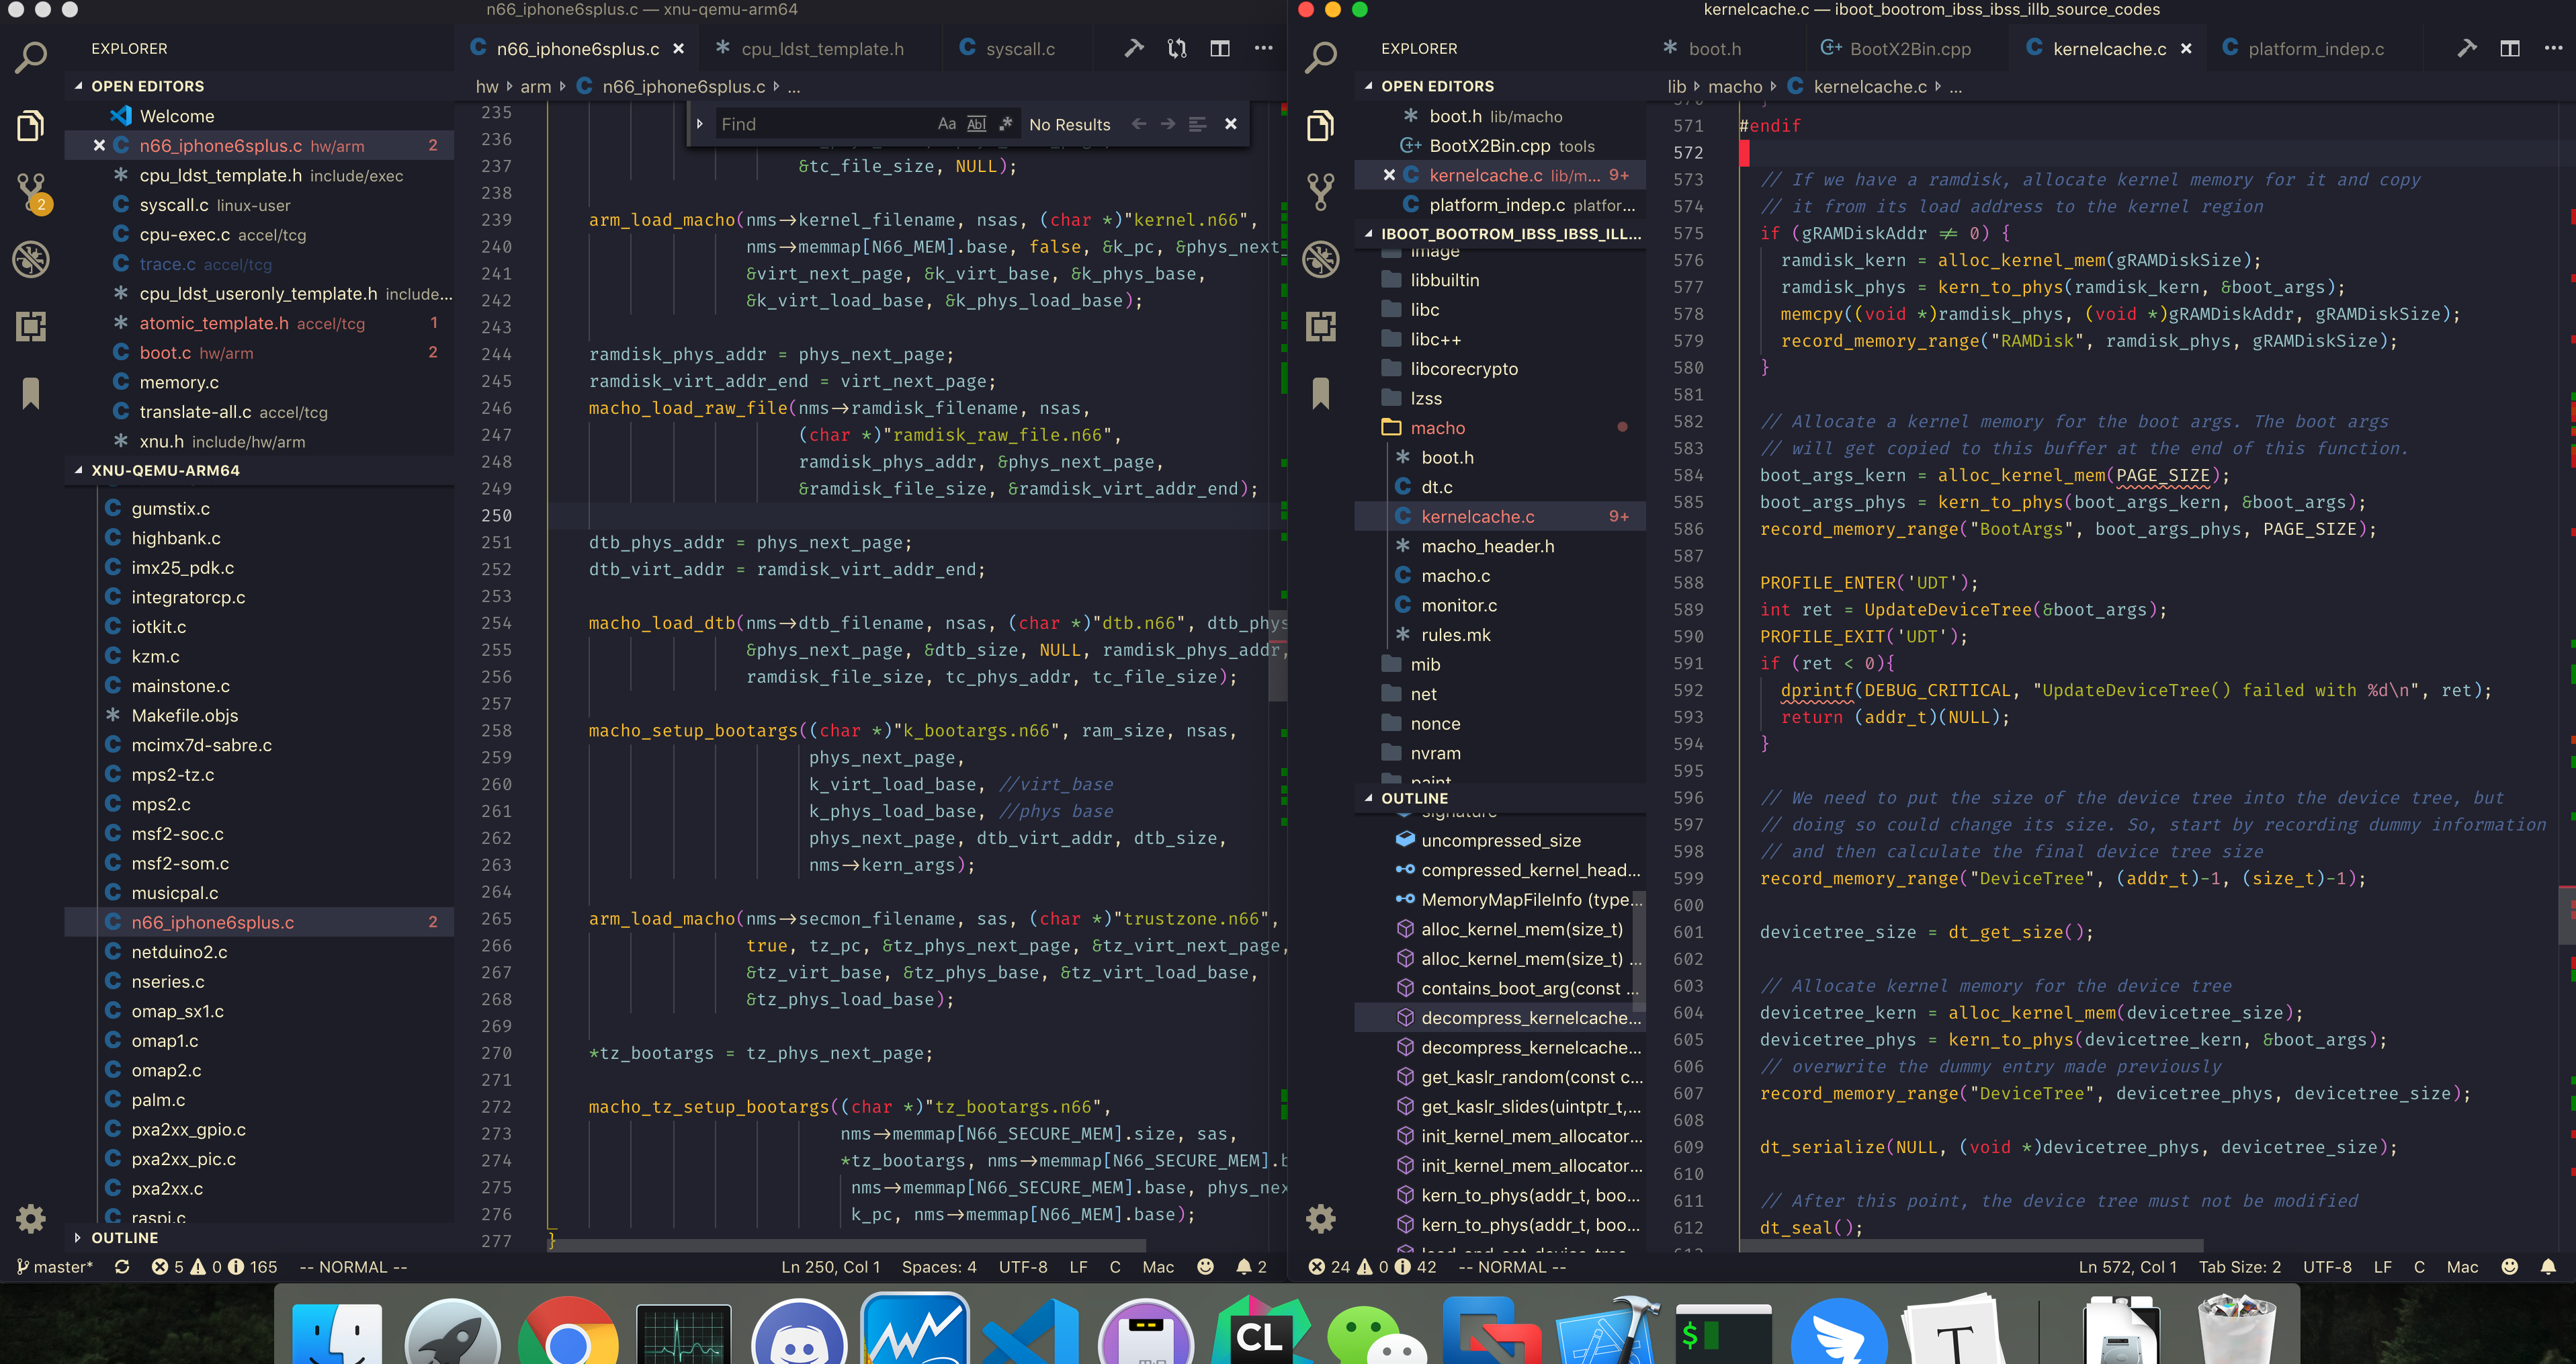 n66_iphone6splus.c — xnu-qemu-arm64
EXPLORER
OPEN EDITORS
Welcome
n66_iphone6splus.c hw/arm 2
cpu_ldst_template.h include/exec
syscall.c linux-user
cpu-exec.c accel/tcg
trace.c accel/tcg
cpu_ldst_useronly_template.h include...
atomic_template.h accel/tcg 1
boot.c hw/arm 2
memory.c
translate-all.c accel/tcg
xnu.h include/hw/arm
XNU-QEMU-ARM64
gumstix.c
highbank.c
imx25_pdk.c
integratorcp.c
iotkit.c
kzm.c
mainstone.c
Makefile.objs
mcimx7d-sabre.c
mps2-tz.c
mps2.c
msf2-soc.c
msf2-som.c
musicpal.c
n66_iphone6splus.c 2
netduino2.c
nseries.c
omap_sx1.c
omap1.c
omap2.c
palm.c
pxa2xx_gpio.c
pxa2xx_pic.c
pxa2xx.c
raspi.c
OUTLINE
2
n66_iphone6splus.c cpu_ldst_template.h syscall.c
hw arm n66_iphone6splus.c ...
Find Aa Abl .* No Results
235
236
237 &tc_file_size, NULL);
238
239 arm_load_macho(nms->kernel_filename, nsas, (char *)"kernel.n66",
240 nms->memmap[N66_MEM].base, false, &k_pc, &phys_next
241 &virt_next_page, &k_virt_base, &k_phys_base,
242 &k_virt_load_base, &k_phys_load_base);
243
244 ramdisk_phys_addr = phys_next_page;
245 ramdisk_virt_addr_end = virt_next_page;
246 macho_load_raw_file(nms->ramdisk_filename, nsas,
247 (char *)"ramdisk_raw_file.n66",
248 ramdisk_phys_addr, &phys_next_page,
249 &ramdisk_file_size, &ramdisk_virt_addr_end);
250
251 dtb_phys_addr = phys_next_page;
252 dtb_virt_addr = ramdisk_virt_addr_end;
253
254 macho_load_dtb(nms->dtb_filename, nsas, (char *)"dtb.n66", dtb_phys
255 &phys_next_page, &dtb_size, NULL, ramdisk_phys_addr,
256 ramdisk_file_size, tc_phys_addr, tc_file_size);
257
258 macho_setup_bootargs((char *)"k_bootargs.n66", ram_size, nsas,
259 phys_next_page,
260 k_virt_load_base, //virt_base
261 k_phys_load_base, //phys base
262 phys_next_page, dtb_virt_addr, dtb_size,
263 nms->kern_args);
264
265 arm_load_macho(nms->secmon_filename, sas, (char *)"trustzone.n66",
266 true, tz_pc, &tz_phys_next_page, &tz_virt_next_page,
267 &tz_virt_base, &tz_phys_base, &tz_virt_load_base,
268 &tz_phys_load_base);
269
270 *tz_bootargs = tz_phys_next_page;
271
272 macho_tz_setup_bootargs((char *)"tz_bootargs.n66",
273 nms->memmap[N66_SECURE_MEM].size, sas,
274 *tz_bootargs, nms->memmap[N66_SECURE_MEM].b
275 nms->memmap[N66_SECURE_MEM].base, phys_nex
276 k_pc, nms->memmap[N66_MEM].base);
277 }
master* 5 0 165 -- NORMAL -- Ln 250, Col 1 Spaces: 4 UTF-8 LF C Mac 2
kernelcache.c — iboot_bootrom_ibss_ibss_illb_source_codes
EXPLORER
OPEN EDITORS
boot.h lib/macho
BootX2Bin.cpp tools
kernelcache.c lib/m... 9+
platform_indep.c platfor...
IBOOT_BOOTROM_IBSS_IBSS_ILL...
image
libbuiltin
libc
libc++
libcorecrypto
lzss
macho
boot.h
dt.c
kernelcache.c 9+
macho_header.h
macho.c
monitor.c
rules.mk
mib
net
nonce
nvram
paint
OUTLINE
signature
uncompressed_size
compressed_kernel_head...
MemoryMapFileInfo (type...
alloc_kernel_mem(size_t)
alloc_kernel_mem(size_t) ...
contains_boot_arg(const ...
decompress_kernelcache...
decompress_kernelcache...
get_kaslr_random(const c...
get_kaslr_slides(uintptr_t,...
init_kernel_mem_allocator...
init_kernel_mem_allocator...
kern_to_phys(addr_t, boo...
kern_to_phys(addr_t, boo...
boot.h BootX2Bin.cpp kernelcache.c platform_indep.c
lib macho kernelcache.c ...
570 }
571 #endif
572
573 // If we have a ramdisk, allocate kernel memory for it and copy
574 // it from its load address to the kernel region
575 if (gRAMDiskAddr != 0) {
576 ramdisk_kern = alloc_kernel_mem(gRAMDiskSize);
577 ramdisk_phys = kern_to_phys(ramdisk_kern, &boot_args);
578 memcpy((void *)ramdisk_phys, (void *)gRAMDiskAddr, gRAMDiskSize);
579 record_memory_range("RAMDisk", ramdisk_phys, gRAMDiskSize);
580 }
581
582 // Allocate a kernel memory for the boot args. The boot args
583 // will get copied to this buffer at the end of this function.
584 boot_args_kern = alloc_kernel_mem(PAGE_SIZE);
585 boot_args_phys = kern_to_phys(boot_args_kern, &boot_args);
586 record_memory_range("BootArgs", boot_args_phys, PAGE_SIZE);
587
588 PROFILE_ENTER('UDT');
589 int ret = UpdateDeviceTree(&boot_args);
590 PROFILE_EXIT('UDT');
591 if (ret < 0){
592 dprintf(DEBUG_CRITICAL, "UpdateDeviceTree() failed with %d\n", ret);
593 return (addr_t)(NULL);
594 }
595
596 // We need to put the size of the device tree into the device tree, but
597 // doing so could change its size. So, start by recording dummy information
598 // and then calculate the final device tree size
599 record_memory_range("DeviceTree", (addr_t)-1, (size_t)-1);
600
601 devicetree_size = dt_get_size();
602
603 // Allocate kernel memory for the device tree
604 devicetree_kern = alloc_kernel_mem(devicetree_size);
605 devicetree_phys = kern_to_phys(devicetree_kern, &boot_args);
606 // overwrite the dummy entry made previously
607 record_memory_range("DeviceTree", devicetree_phys, devicetree_size);
608
609 dt_serialize(NULL, (void *)devicetree_phys, devicetree_size);
610
611 // After this point, the device tree must not be modified
612 dt_seal();
24 0 42 -- NORMAL -- Ln 572, Col 1 Tab Size: 2 UTF-8 LF C Mac
CL
$
T